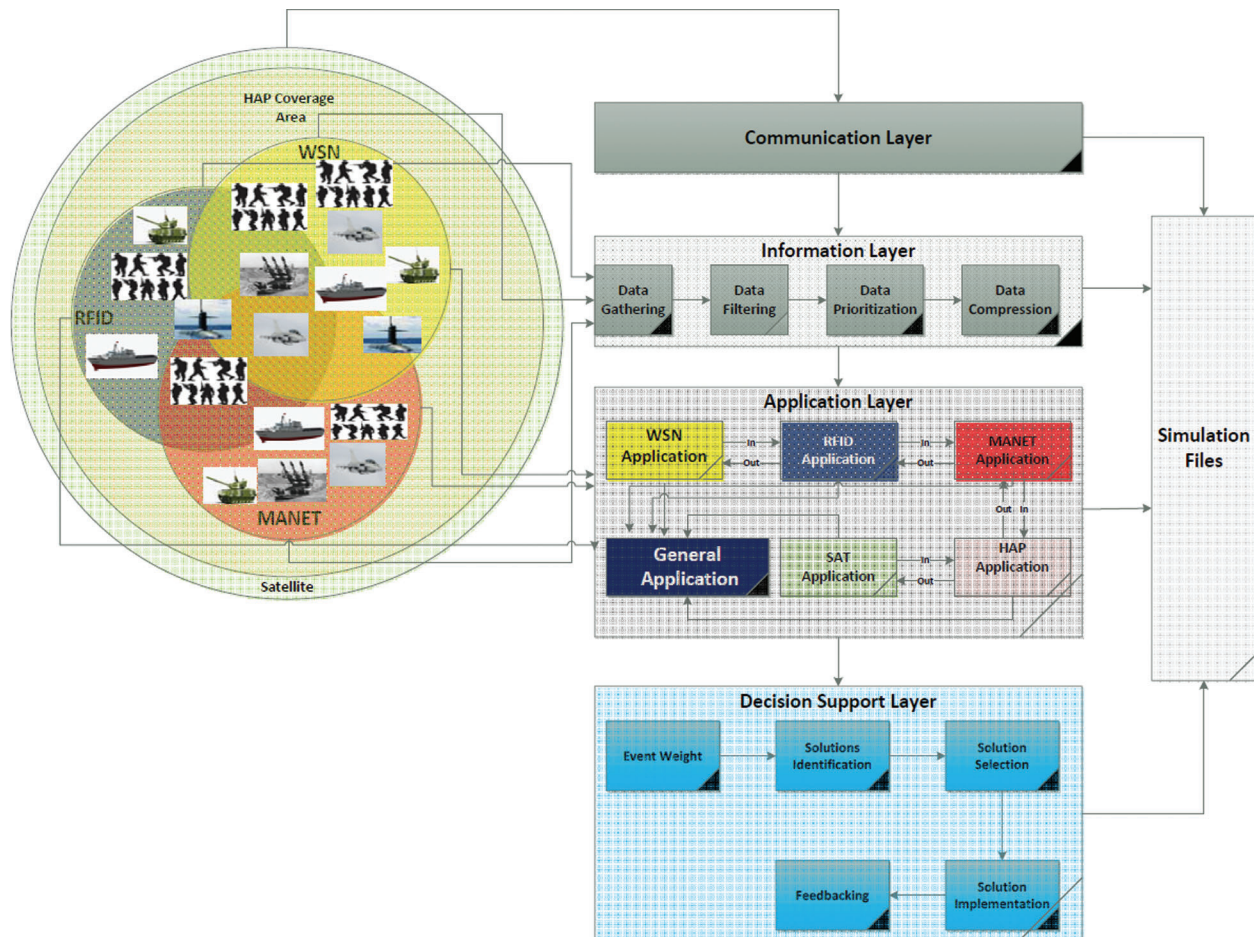 HAP Coverage
Area
WSN
RFID
MANET
Satellite
Communication Layer
Information Layer
Data
Gathering
Data
Filtering
Data
Prioritization
Data
Compression
Application Layer
WSN
Application
In
Out
RFID
Application
In
Out
MANET
Application
Out
In
General
Application
SAT
Application
In
Out
HAP
Application
Decision Support Layer
Event Weight
Solutions
Identification
Solution
Selection
Feedbacking
Solution
Implementation
Simulation
Files